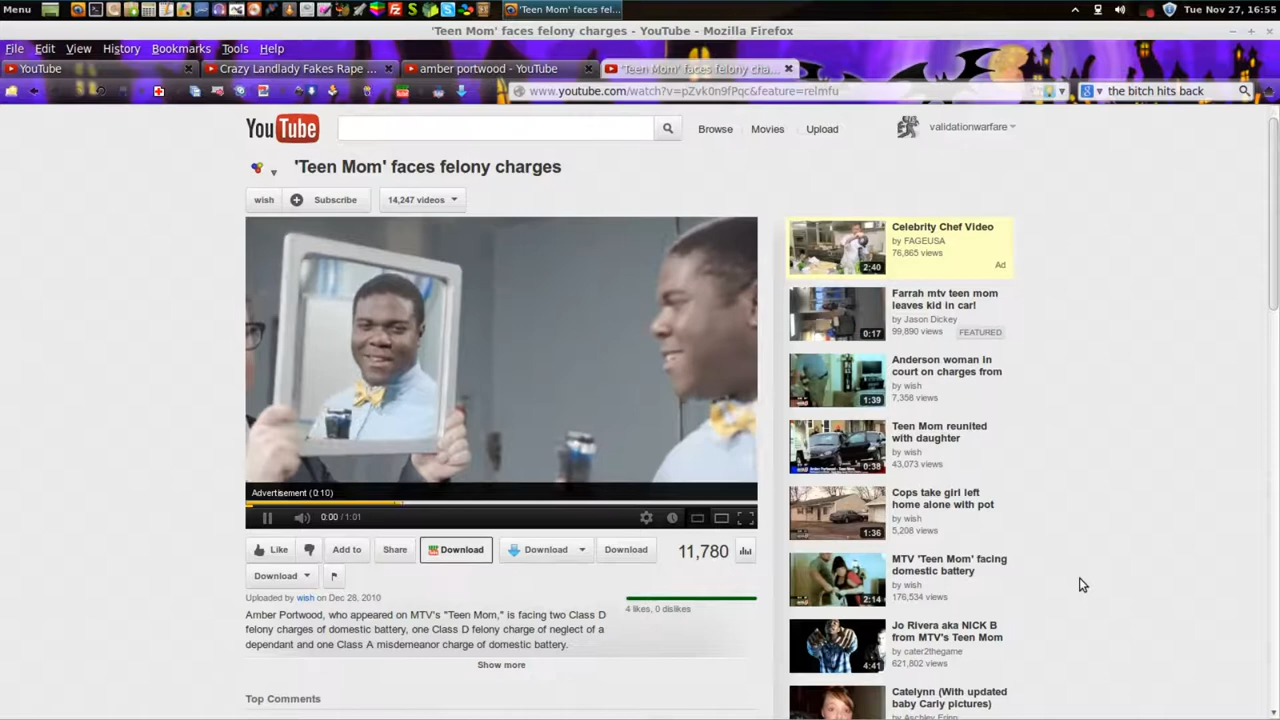 Menu
'Teen Mom' faces fel...
Tue Nov 27, 16:55
'Teen Mom' faces felony charges - YouTube - Mozilla Firefox
File Edit View History Bookmarks Tools Help
YouTube
Crazy Landlady Fakes Rape ...
amber portwood - YouTube
'Teen Mom' faces felony cha...
www.youtube.com/watch?v=pZvk0n9fPqc&feature=relmfu
the bitch hits back
YouTube
Browse
Movies
Upload
validationwarfare
'Teen Mom' faces felony charges
wish
Subscribe
14,247 videos
Advertisement (0:10)
0:00 / 1:01
Like
Add to
Share
Download
Download
Download
11,780
Download
Uploaded by wish on Dec 28, 2010
4 likes, 0 dislikes
Amber Portwood, who appeared on MTV's "Teen Mom," is facing two Class D
felony charges of domestic battery, one Class D felony charge of neglect of a
dependant and one Class A misdemeanor charge of domestic battery.
Show more
Top Comments
2:40
Celebrity Chef Video
by FAGEUSA
76,865 views
Ad
0:17
Farrah mtv teen mom
leaves kid in car!
by Jason Dickey
99,890 views
FEATURED
1:39
Anderson woman in
court on charges from
by wish
7,358 views
0:38
Teen Mom reunited
with daughter
by wish
43,073 views
1:36
Cops take girl left
home alone with pot
by wish
5,208 views
2:14
MTV 'Teen Mom' facing
domestic battery
by wish
176,534 views
4:41
Jo Rivera aka NICK B
from MTV's Teen Mom
by cater2thegame
621,802 views
Catelynn (With updated
baby Carly pictures)